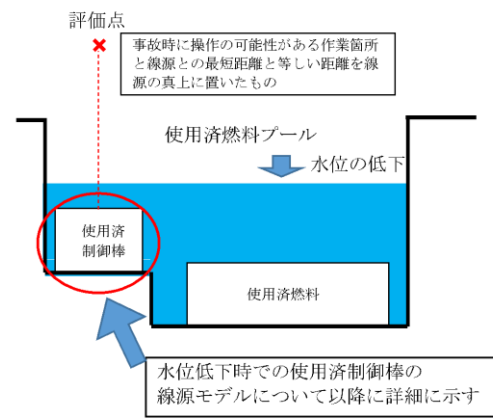 評価点
事故時に操作の可能性がある作業箇所
と線源との最短距離と等しい距離を線
源の真上に置いたもの
使用済燃料プール
水位の低下
使用済
制御棒
使用済燃料
水位低下時での使用済制御棒の
線源モデルについて以降に詳細に示す